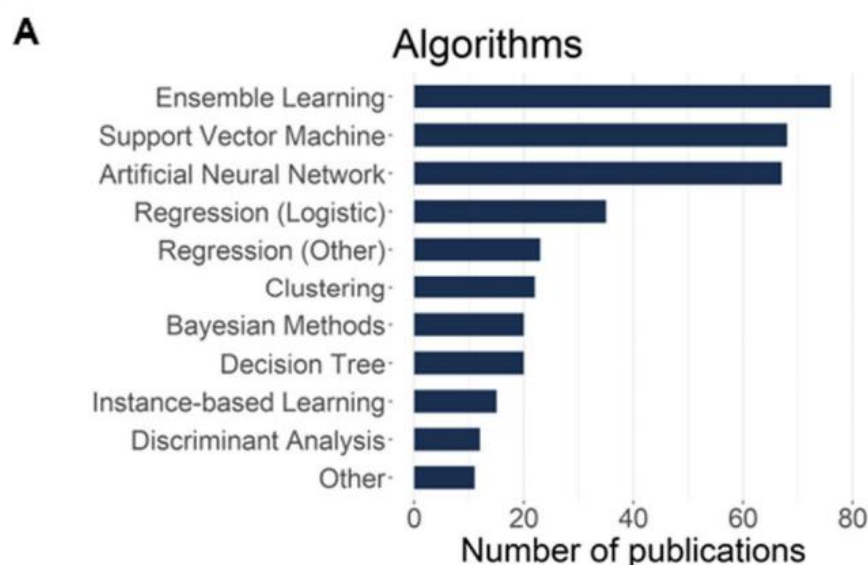 A
Algorithms
Ensemble Learning
Support Vector Machine
Artificial Neural Network
Regression (Logistic)
Regression (Other)
Clustering
Bayesian Methods
Decision Tree
Instance-based Learning
Discriminant Analysis
Other
0 20 40 60 80
Number of publications